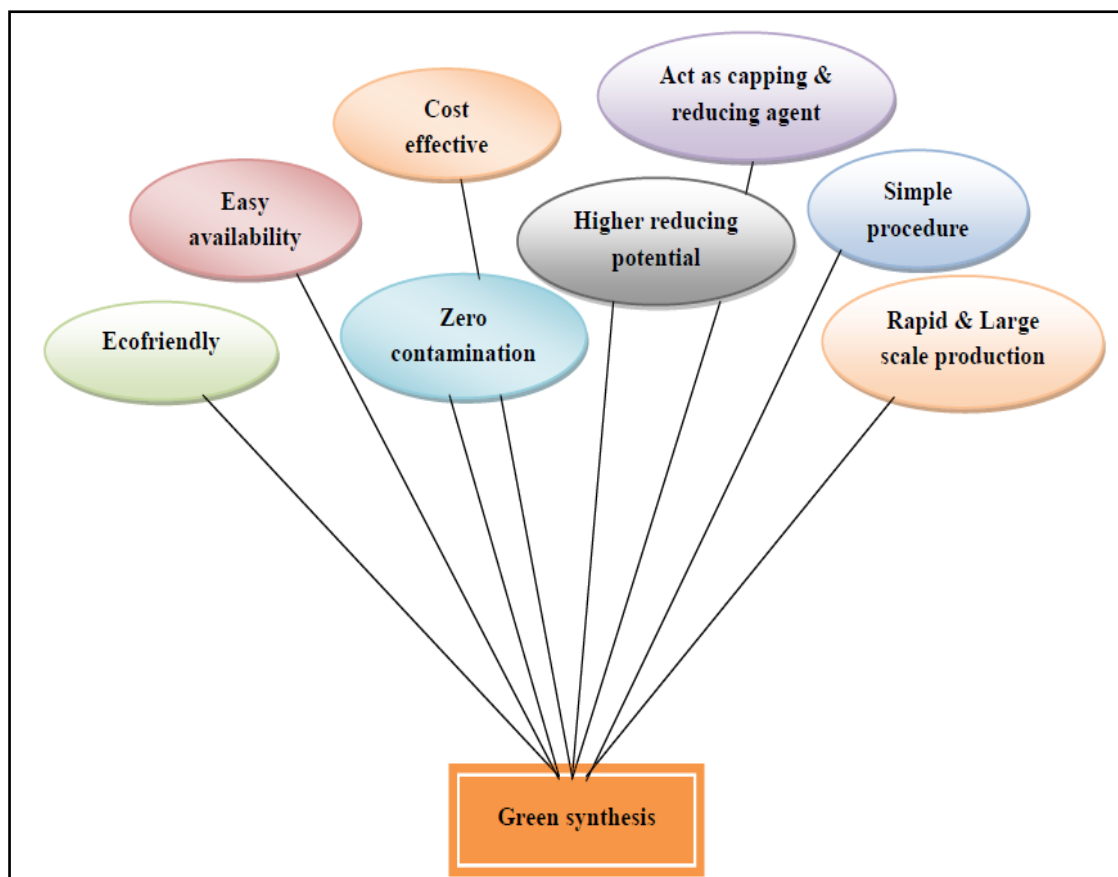 Act as capping &
reducing agent
Cost
effective
Easy
availability
Higher reducing
potential
Simple
procedure
Ecofriendly
Zero
contamination
Rapid & Large
scale production
Green synthesis